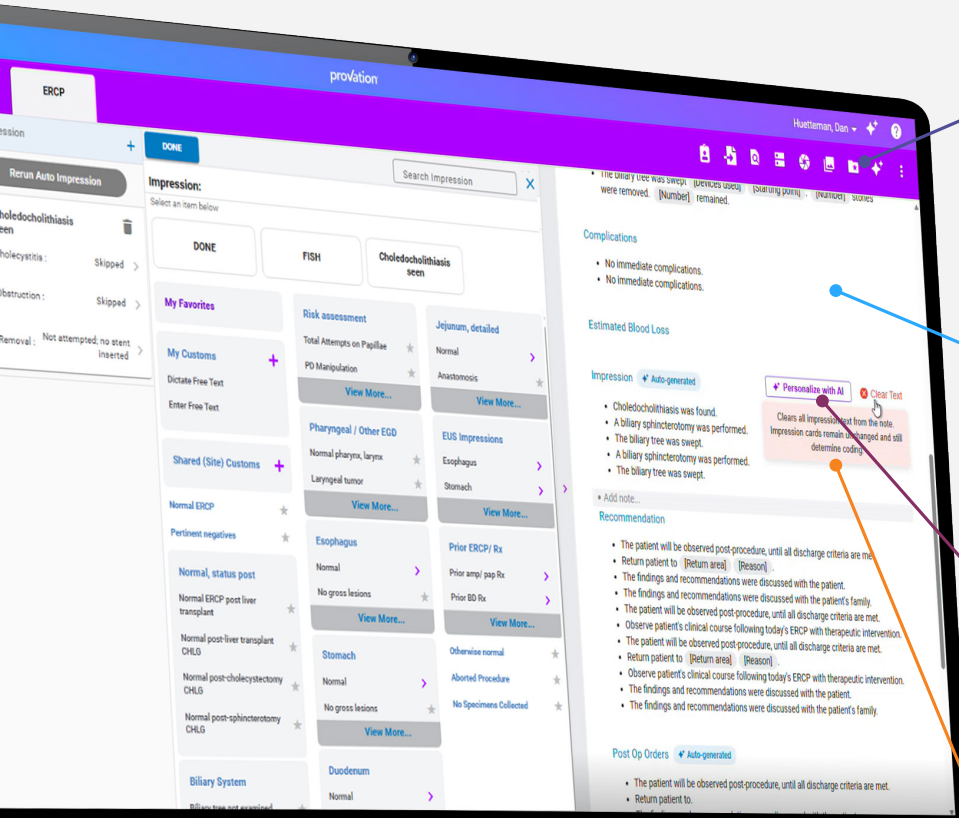 provation
ERCP
Huetteman, Dan
ession
+
DONE
Rerun Auto Impression
Impression:
Search Impression
X
Select an item below
holedocholithiasis
een
holecystitis :
Skipped
bstruction :
Skipped
Removal :
Not attempted; no stent
inserted
DONE
FISH
Choledocholithiasis
seen
My Favorites
My Customs
+
Dictate Free Text
Enter Free Text
Shared (Site) Customs
+
Normal ERCP
Pertinent negatives
Normal, status post
Normal ERCP post liver
transplant
Normal post-liver transplant
CHLG
Normal post-cholecystectomy
CHLG
Normal post-sphincterotomy
CHLG
Biliary System
Biliary tree not examined
Risk assessment
Total Attempts on Papillae
PD Manipulation
View More...
Pharyngeal / Other EGD
Normal pharynx, larynx
Laryngeal tumor
View More...
Esophagus
Normal
No gross lesions
View More...
Stomach
Normal
No gross lesions
View More...
Duodenum
Normal
Jejunum, detailed
Normal
Anastomosis
View More...
EUS Impressions
Esophagus
Stomach
View More...
Prior ERCP/ Rx
Prior amp/ pap Rx
Prior BD Rx
View More...
Otherwise normal
Aborted Procedure
No Specimens Collected
• The biliary tree was swept [Devices used] [Starting point] . [Number] stones
were removed. [Number] remained.
Complications
• No immediate complications.
• No immediate complications.
Estimated Blood Loss
Impression Auto-generated
Personalize with AI
Clear Text
Clears all impression text from the note.
Impression cards remain unchanged and still
determine coding.
• Choledocholithiasis was found.
• A biliary sphincterotomy was performed.
• The biliary tree was swept.
• A biliary sphincterotomy was performed.
• The biliary tree was swept.
• Add note...
Recommendation
• The patient will be observed post-procedure, until all discharge criteria are met.
• Return patient to [Return area] [Reason] .
• The findings and recommendations were discussed with the patient.
• The findings and recommendations were discussed with the patient's family.
• The patient will be observed post-procedure, until all discharge criteria are met.
• Observe patient's clinical course following today's ERCP with therapeutic intervention.
• The patient will be observed post-procedure, until all discharge criteria are met.
• Return patient to [Return area] [Reason] .
• Observe patient's clinical course following today's ERCP with therapeutic intervention.
• The findings and recommendations were discussed with the patient.
• The findings and recommendations were discussed with the patient's family.
Post Op Orders Auto-generated
• The patient will be observed post-procedure, until all discharge criteria are met.
• Return patient to.